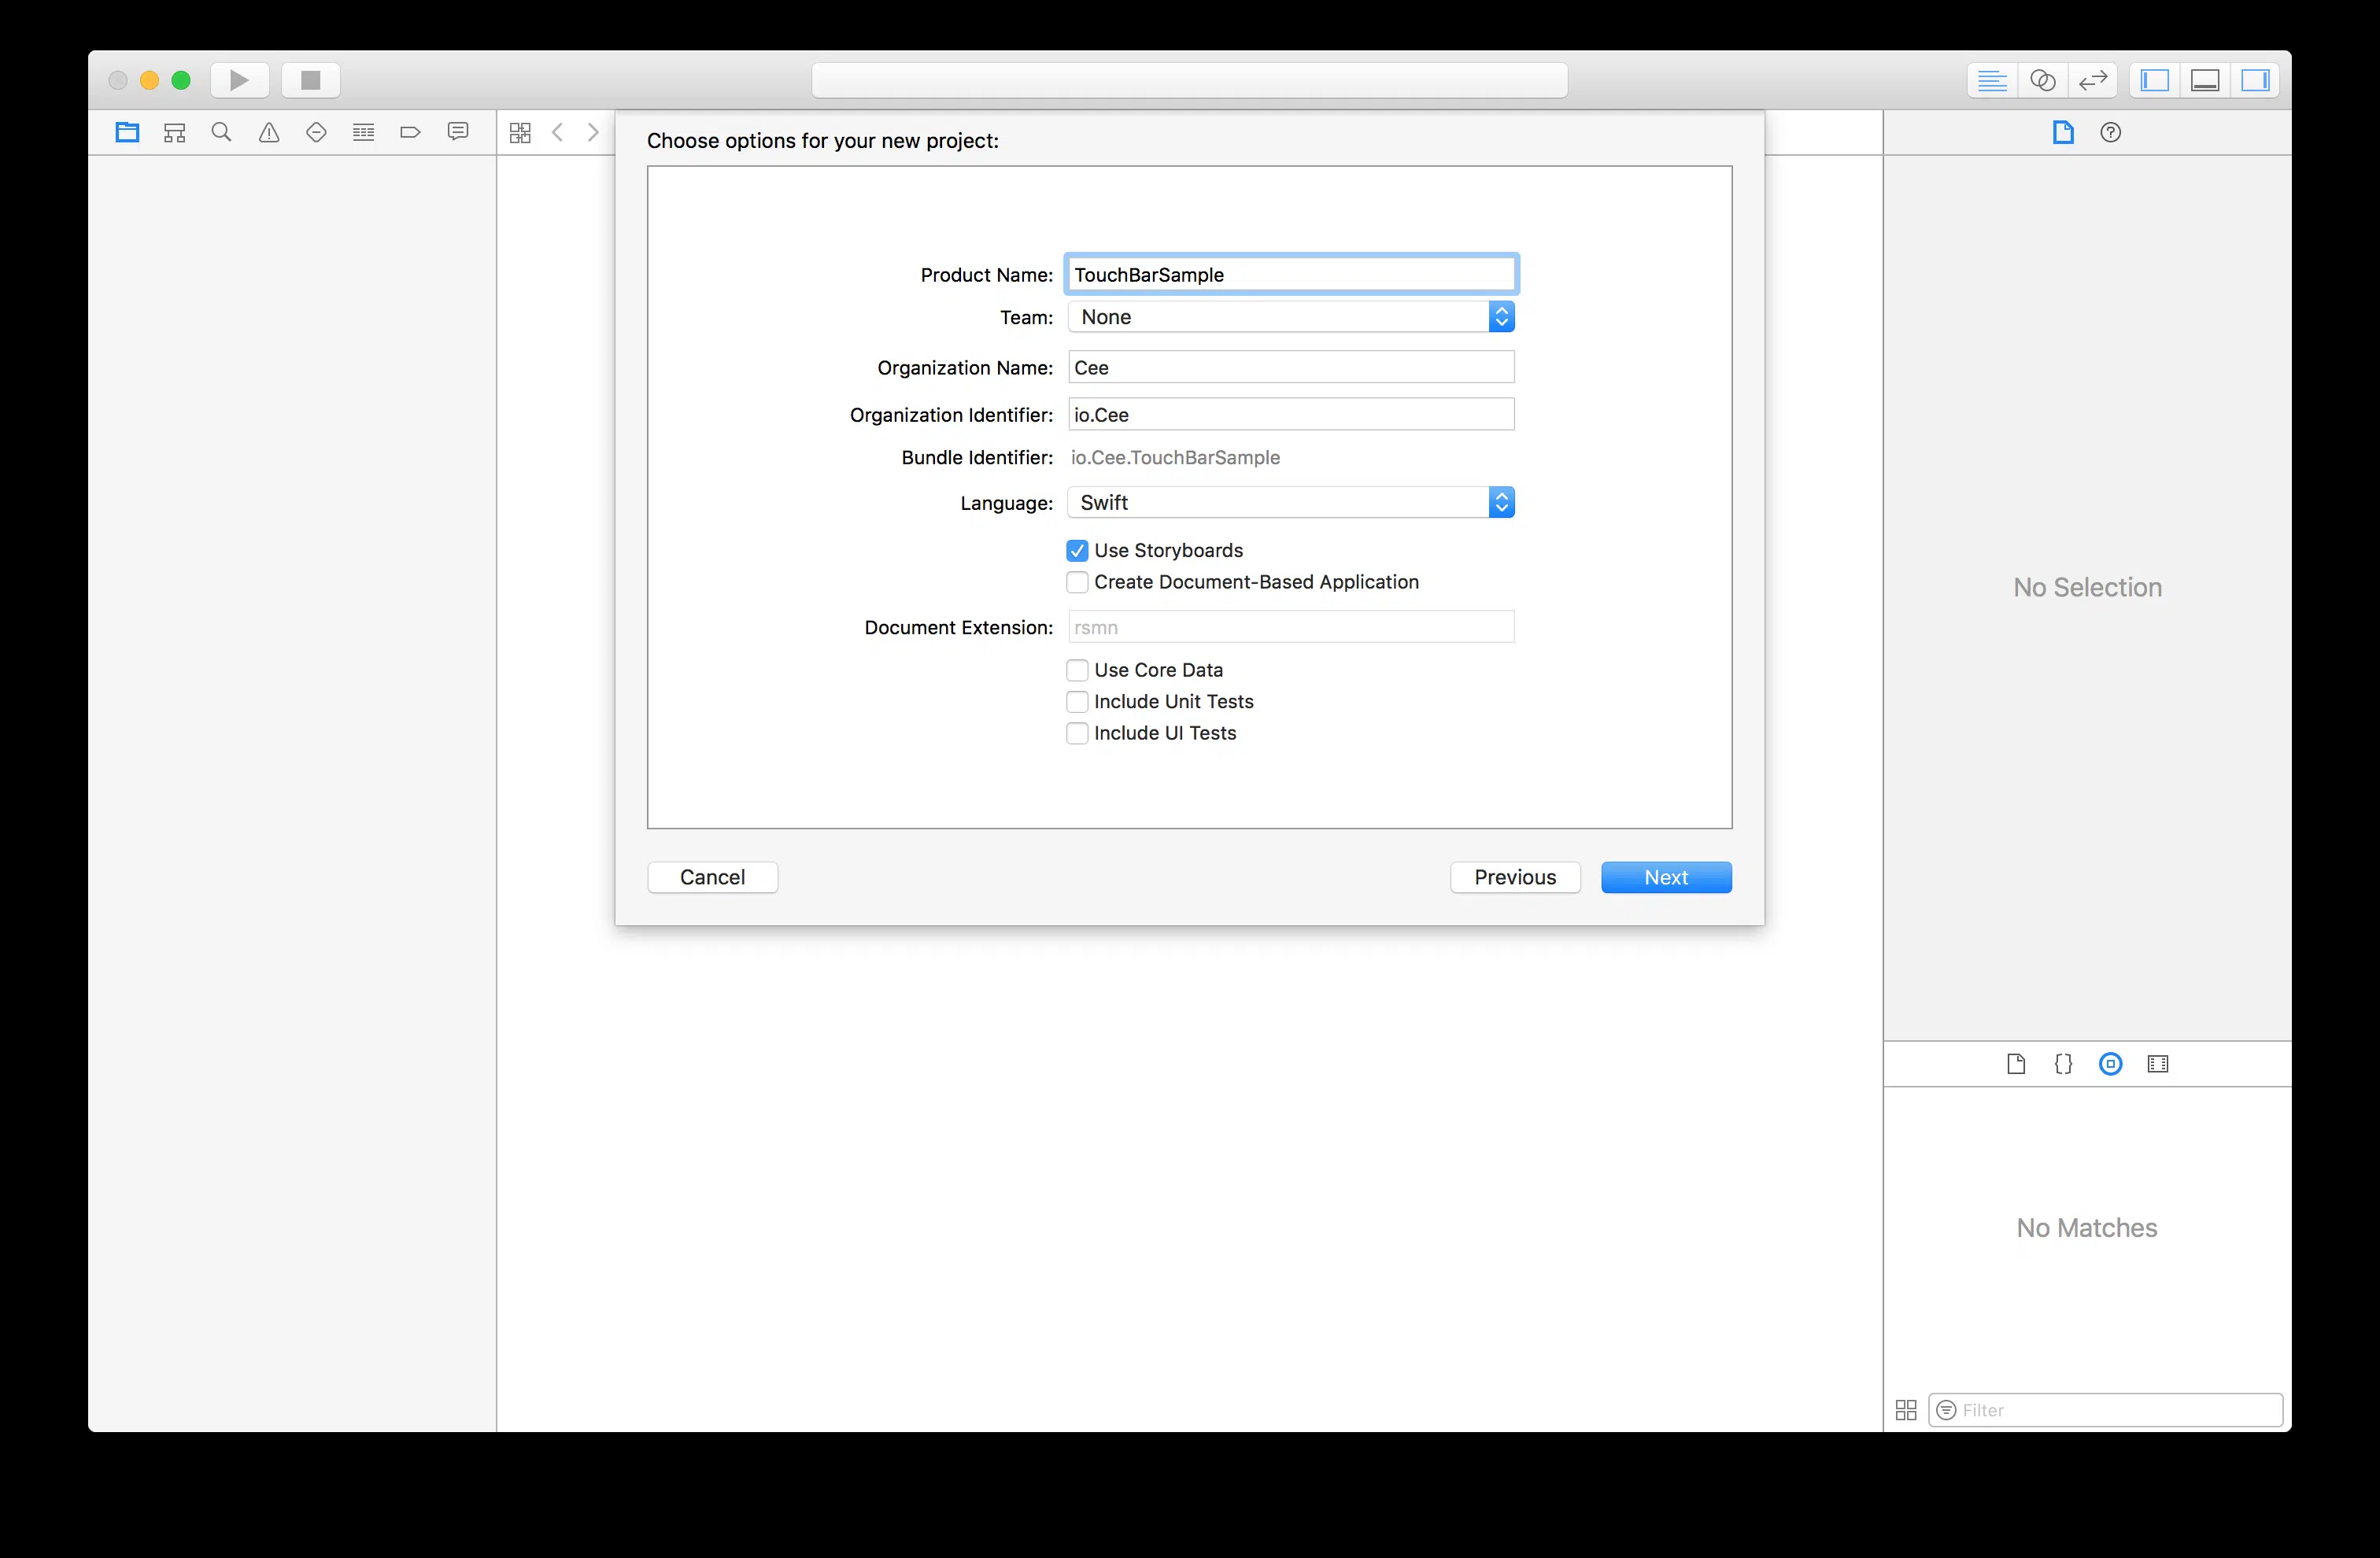 Choose options for your new project:
Product Name: TouchBarSample
Team: None
Organization Name: Cee
Organization Identifier: io.Cee
Bundle Identifier: io.Cee.TouchBarSample
Language: Swift
Use Storyboards
Create Document-Based Application
Document Extension: rsmn
Use Core Data
Include Unit Tests
Include UI Tests
Cancel Previous Next
No Selection
No Matches
Filter